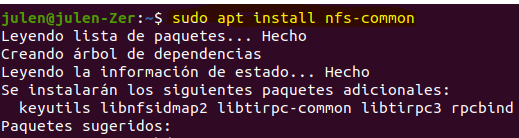 julen@julen-Zer:~$ sudo apt install nfs-common
Leyendo lista de paquetes... Hecho
Creando árbol de dependencias
Leyendo la información de estado... Hecho
Se instalarán los siguientes paquetes adicionales:
  keyutils libnfsidmap2 libtirpc-common libtirpc3 rpcbind
Paquetes sugeridos: